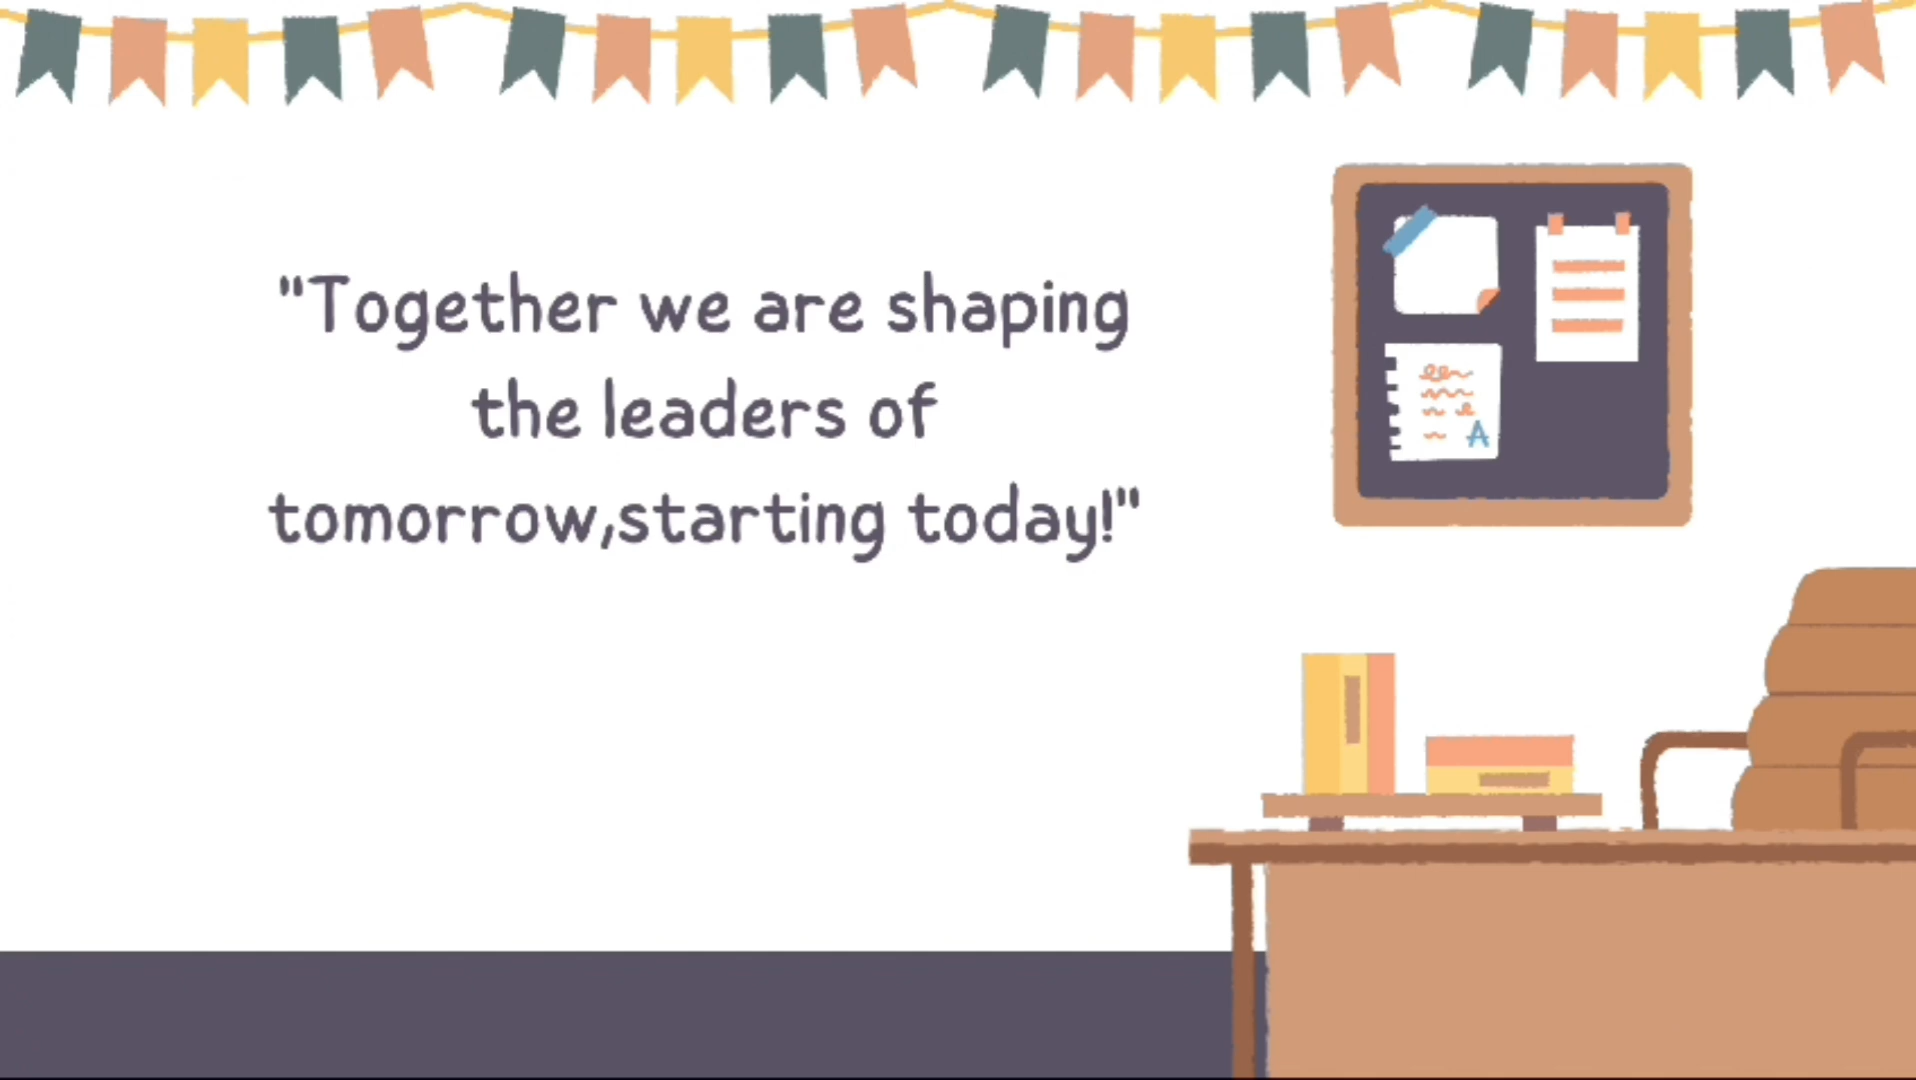 "Together we are shaping
the leaders of
tomorrow,starting today!"
A